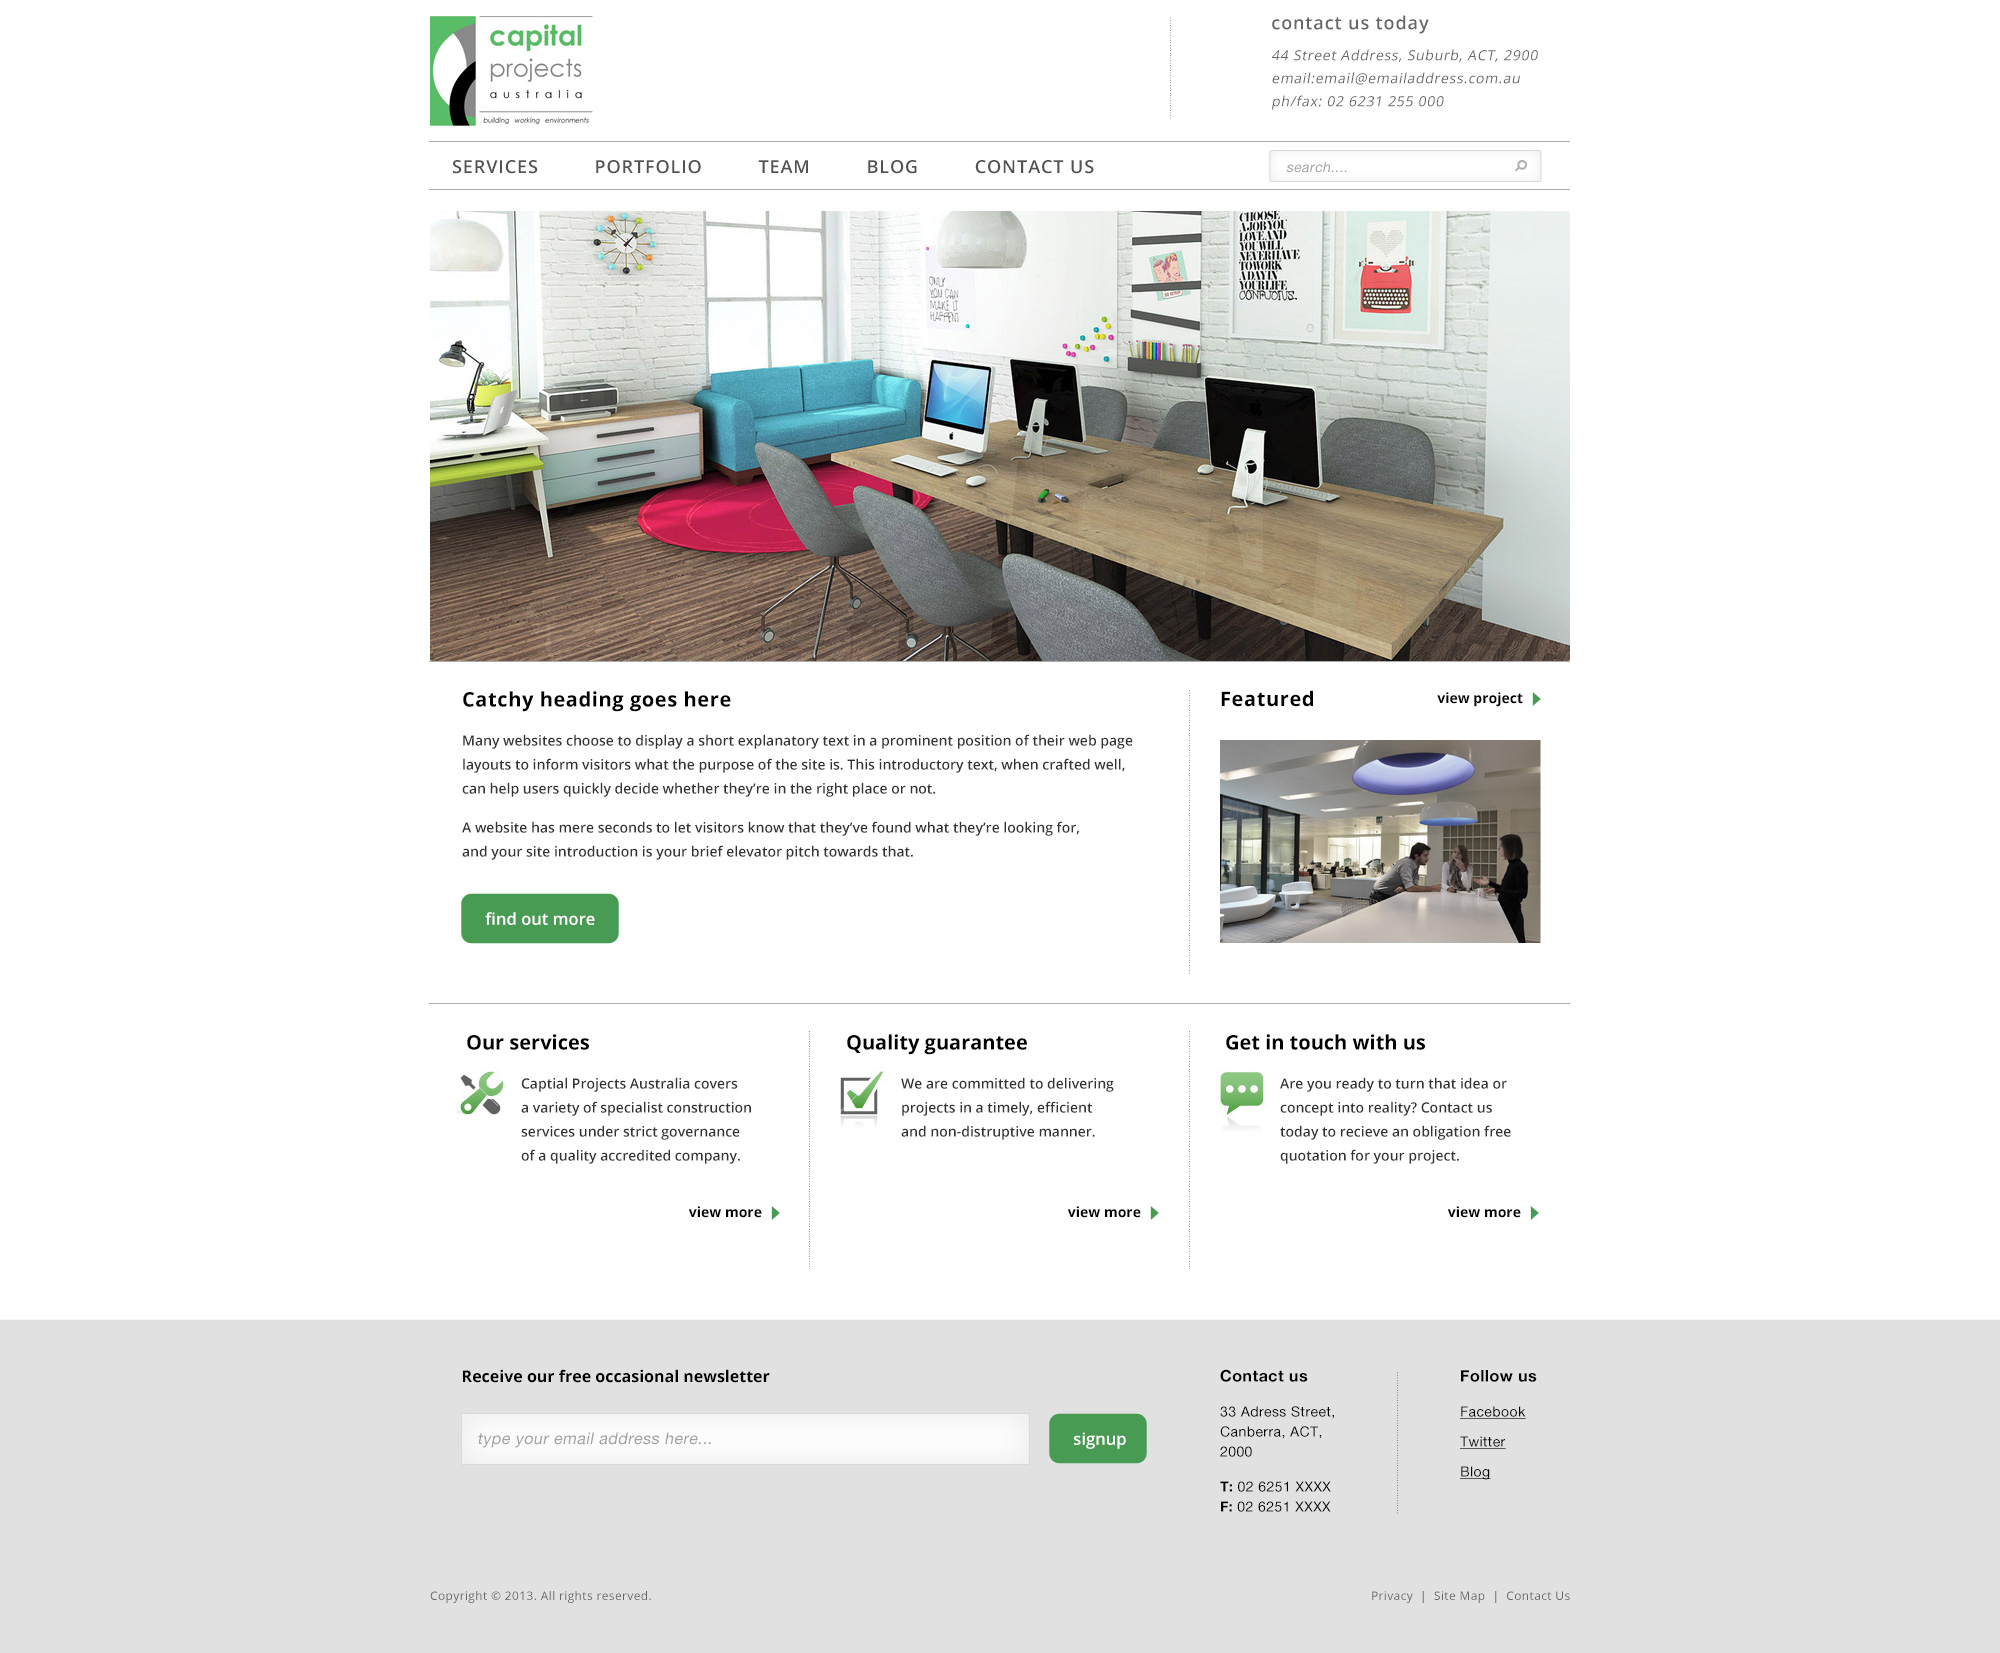 capital
projects
australia
building working environments
contact us today
44 Street Address, Suburb, ACT, 2900
email:email@emailaddress.com.au
ph/fax: 02 6231 255 000
SERVICES PORTFOLIO TEAM BLOG CONTACT US
search....
ONLY
YOU CAN
MAKE IT
HAPPEN
CHOOSE
A JOB YOU
LOVE AND
YOU WILL
NEVER HAVE
TO WORK
A DAY IN
YOUR LIFE
CONFUCIUS.
Catchy heading goes here
Many websites choose to display a short explanatory text in a prominent position of their web page
layouts to inform visitors what the purpose of the site is. This introductory text, when crafted well,
can help users quickly decide whether they’re in the right place or not.
A website has mere seconds to let visitors know that they’ve found what they’re looking for,
and your site introduction is your brief elevator pitch towards that.
find out more
Featured
view project
Our services
Captial Projects Australia covers
a variety of specialist construction
services under strict governance
of a quality accredited company.
view more
Quality guarantee
We are committed to delivering
projects in a timely, efficient
and non-distruptive manner.
view more
Get in touch with us
Are you ready to turn that idea or
concept into reality? Contact us
today to recieve an obligation free
quotation for your project.
view more
Receive our free occasional newsletter
type your email address here...
signup
Contact us
33 Adress Street,
Canberra, ACT,
2000
T: 02 6251 XXXX
F: 02 6251 XXXX
Follow us
Facebook
Twitter
Blog
Copyright © 2013. All rights reserved.
Privacy | Site Map | Contact Us